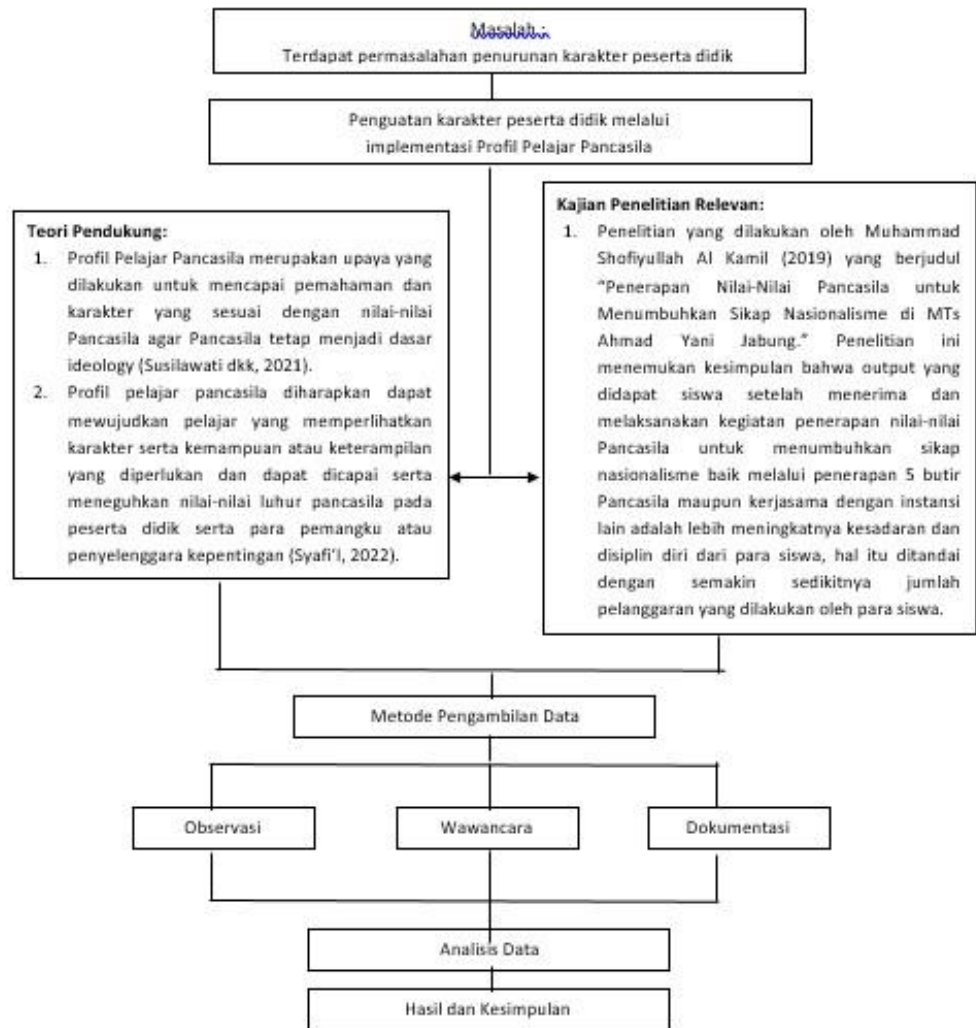 Masalah :
Terdapat permasalahan penurunan karakter peserta didik
Penguatan karakter peserta didik melalui
implementasi Profil Pelajar Pancasila
Teori Pendukung:
1. Profil Pelajar Pancasila merupakan upaya yang
dilakukan untuk mencapai pemahaman dan
karakter yang sesuai dengan nilai-nilai
Pancasila agar Pancasila tetap menjadi dasar
ideology (Susilawati dkk, 2021).
2. Profil pelajar pancasila diharapkan dapat
mewujudkan pelajar yang memperlihatkan
karakter serta kemampuan atau keterampilan
yang diperlukan dan dapat dicapai serta
meneguhkan nilai-nilai luhur pancasila pada
peserta didik serta para pemangku atau
penyelenggara kepentingan (Syafi'I, 2022).
Kajian Penelitian Relevan:
1. Penelitian yang dilakukan oleh Muhammad
Shofiyullah Al Kamil (2019) yang berjudul
"Penerapan Nilai-Nilai Pancasila untuk
Menumbuhkan Sikap Nasionalisme di MTs
Ahmad Yani Jabung." Penelitian ini
menemukan kesimpulan bahwa output yang
didapat siswa setelah menerima dan
melaksanakan kegiatan penerapan nilai-nilai
Pancasila untuk menumbuhkan sikap
nasionalisme baik melalui penerapan 5 butir
Pancasila maupun kerjasama dengan instansi
lain adalah lebih meningkatnya kesadaran dan
disiplin diri dari para siswa, hal itu ditandai
dengan semakin sedikitnya jumlah
pelanggaran yang dilakukan oleh para siswa.
Metode Pengambilan Data
Observasi
Wawancara
Dokumentasi
Analisis Data
Hasil dan Kesimpulan